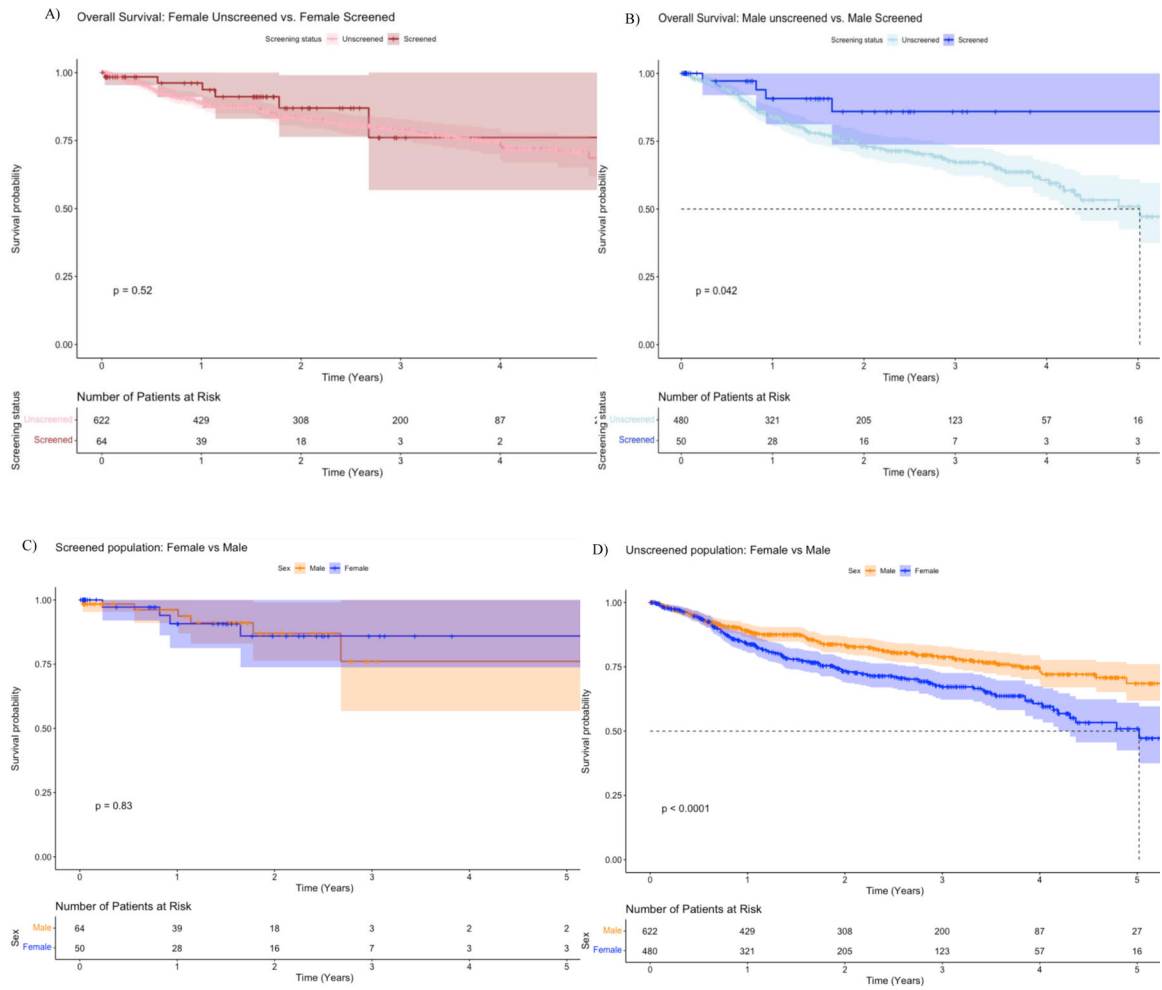 A)
Overall Survival: Female Unscreened vs. Female Screened
Screening status Unscreened Screened
Survival probability
1.00
0.75
0.50
0.25
0.00
p = 0.52
0 1 2 3 4
Time (Years)
Number of Patients at Risk
Screening status
Unscreened 622 429 308 200 87
Screened 64 39 18 3 2
0 1 2 3 4
Time (Years)
B)
Overall Survival: Male unscreened vs. Male Screened
Screening status Unscreened Screened
Survival probability
1.00
0.75
0.50
0.25
0.00
p = 0.042
0 1 2 3 4 5
Time (Years)
Number of Patients at Risk
Screening status
Unscreened 480 321 205 123 57 16
Screened 50 28 16 7 3 3
0 1 2 3 4 5
Time (Years)
C)
Screened population: Female vs Male
Sex Male Female
Survival probability
1.00
0.75
0.50
0.25
0.00
p = 0.83
0 1 2 3 4 5
Time (Years)
Number of Patients at Risk
Sex
Male 64 39 18 3 2 2
Female 50 28 16 7 3 3
0 1 2 3 4 5
Time (Years)
D)
Unscreened population: Female vs Male
Sex Male Female
Survival probability
1.00
0.75
0.50
0.25
0.00
p < 0.0001
0 1 2 3 4 5
Time (Years)
Number of Patients at Risk
Sex
Male 622 429 308 200 87 27
Female 480 321 205 123 57 16
0 1 2 3 4 5
Time (Years)